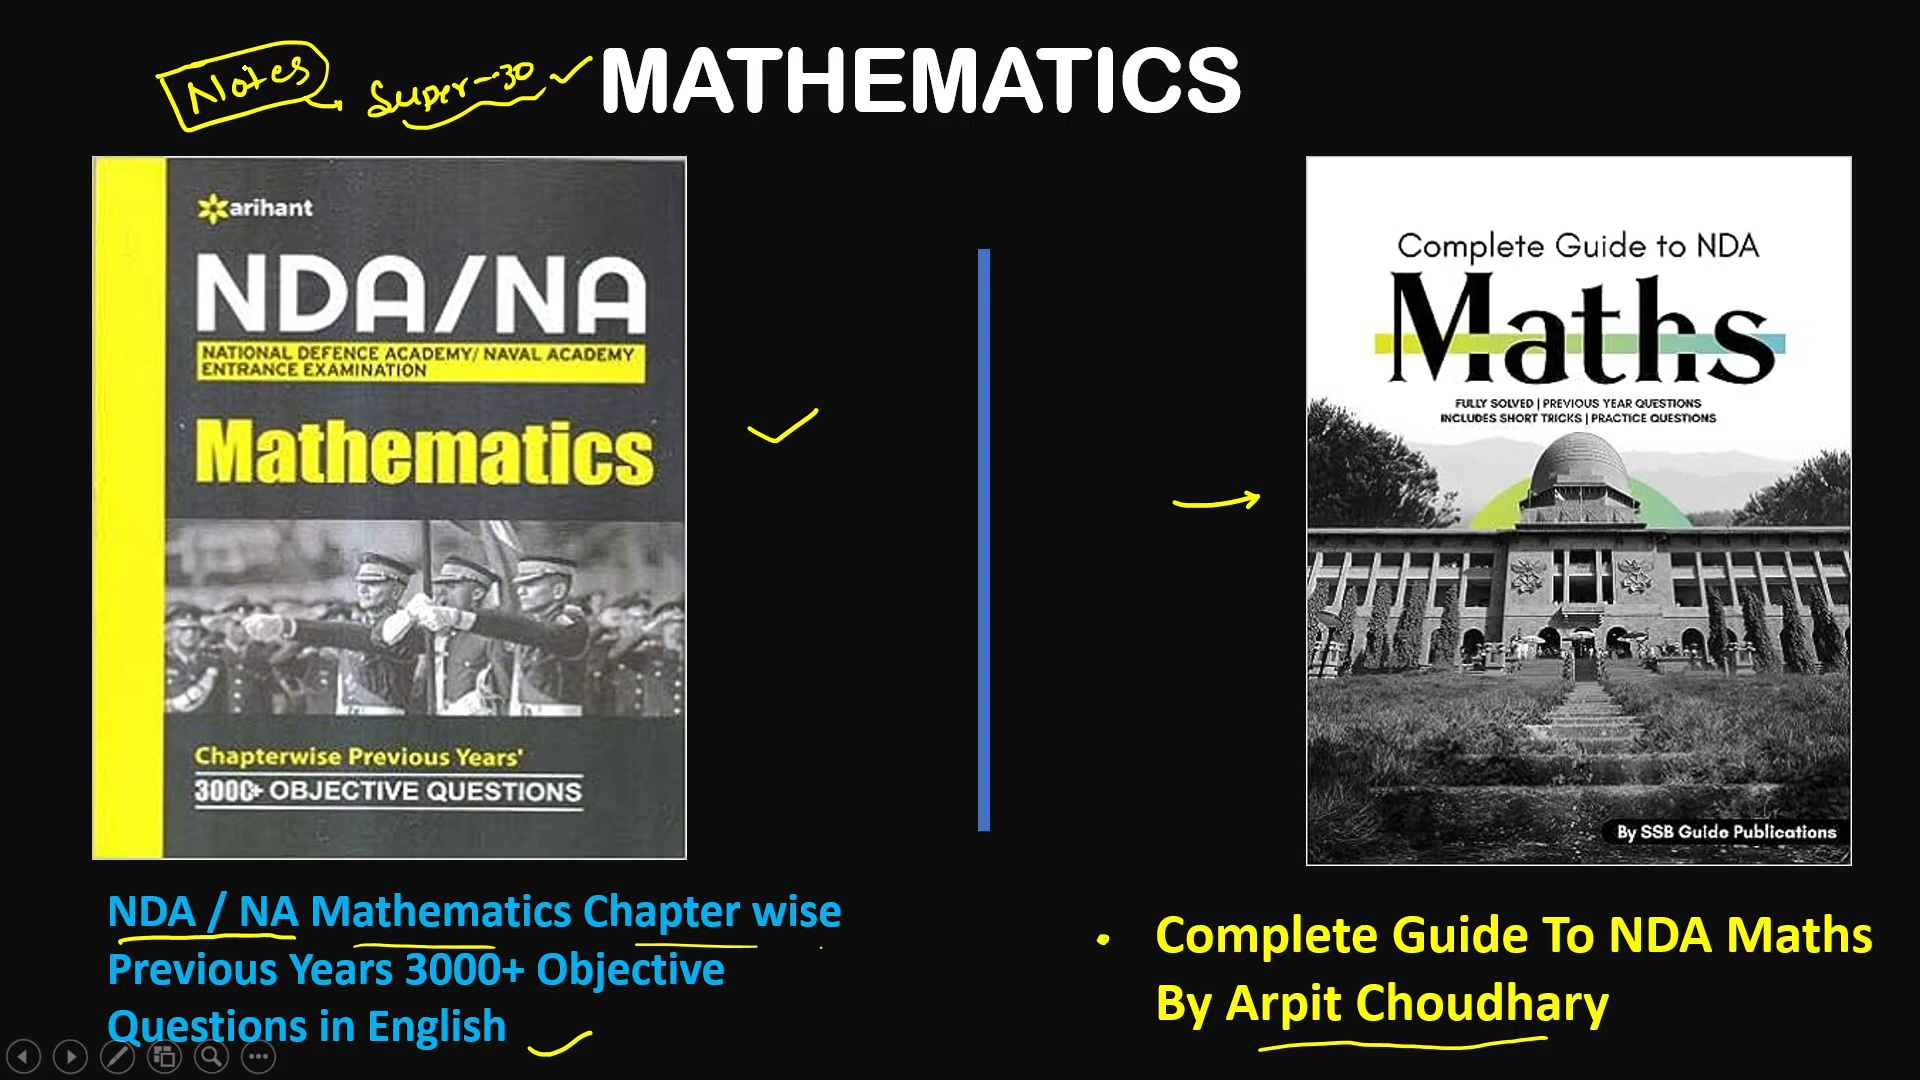 Notes
Super-30
MATHEMATICS
arihant
NDA/NA
NATIONAL DEFENCE ACADEMY/ NAVAL ACADEMY
ENTRANCE EXAMINATION
Mathematics
Chapterwise Previous Years'
3000+ OBJECTIVE QUESTIONS
NDA / NA Mathematics Chapter wise
Previous Years 3000+ Objective
Questions in English
Complete Guide to NDA
Maths
FULLY SOLVED | PREVIOUS YEAR QUESTIONS
INCLUDES SHORT TRICKS | PRACTICE QUESTIONS
By SSB Guide Publications
• Complete Guide To NDA Maths
By Arpit Choudhary